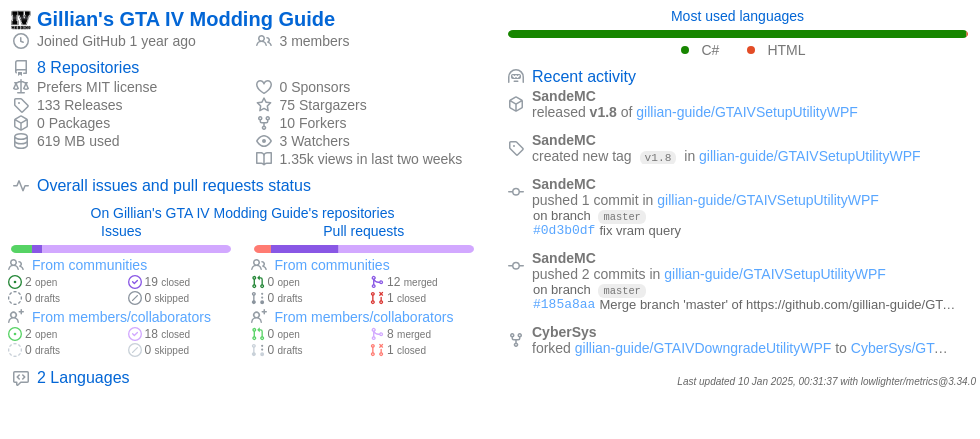 IV
Gillian's GTA IV Modding Guide
Joined GitHub 1 year ago
3 members
8 Repositories
Prefers MIT license
133 Releases
0 Packages
619 MB used
0 Sponsors
75 Stargazers
10 Forkers
3 Watchers
1.35k views in last two weeks
Overall issues and pull requests status
On Gillian's GTA IV Modding Guide's repositories
Issues
From communities
2 open
19 closed
0 drafts
0 skipped
From members/collaborators
2 open
18 closed
0 drafts
0 skipped
Pull requests
From communities
0 open
12 merged
0 drafts
1 closed
From members/collaborators
0 open
8 merged
0 drafts
1 closed
2 Languages
Most used languages
C#
HTML
Recent activity
SandeMC
released v1.8 of gillian-guide/GTAIVSetupUtilityWPF
SandeMC
created new tag v1.8 in gillian-guide/GTAIVSetupUtilityWPF
SandeMC
pushed 1 commit in gillian-guide/GTAIVSetupUtilityWPF
on branch master
#0d3b0df fix vram query
SandeMC
pushed 2 commits in gillian-guide/GTAIVSetupUtilityWPF
on branch master
#185a8aa Merge branch 'master' of https://github.com/gillian-guide/GT…
CyberSys
forked gillian-guide/GTAIVDowngradeUtilityWPF to CyberSys/GT…
Last updated 10 Jan 2025, 00:31:37 with lowlighter/metrics@3.34.0